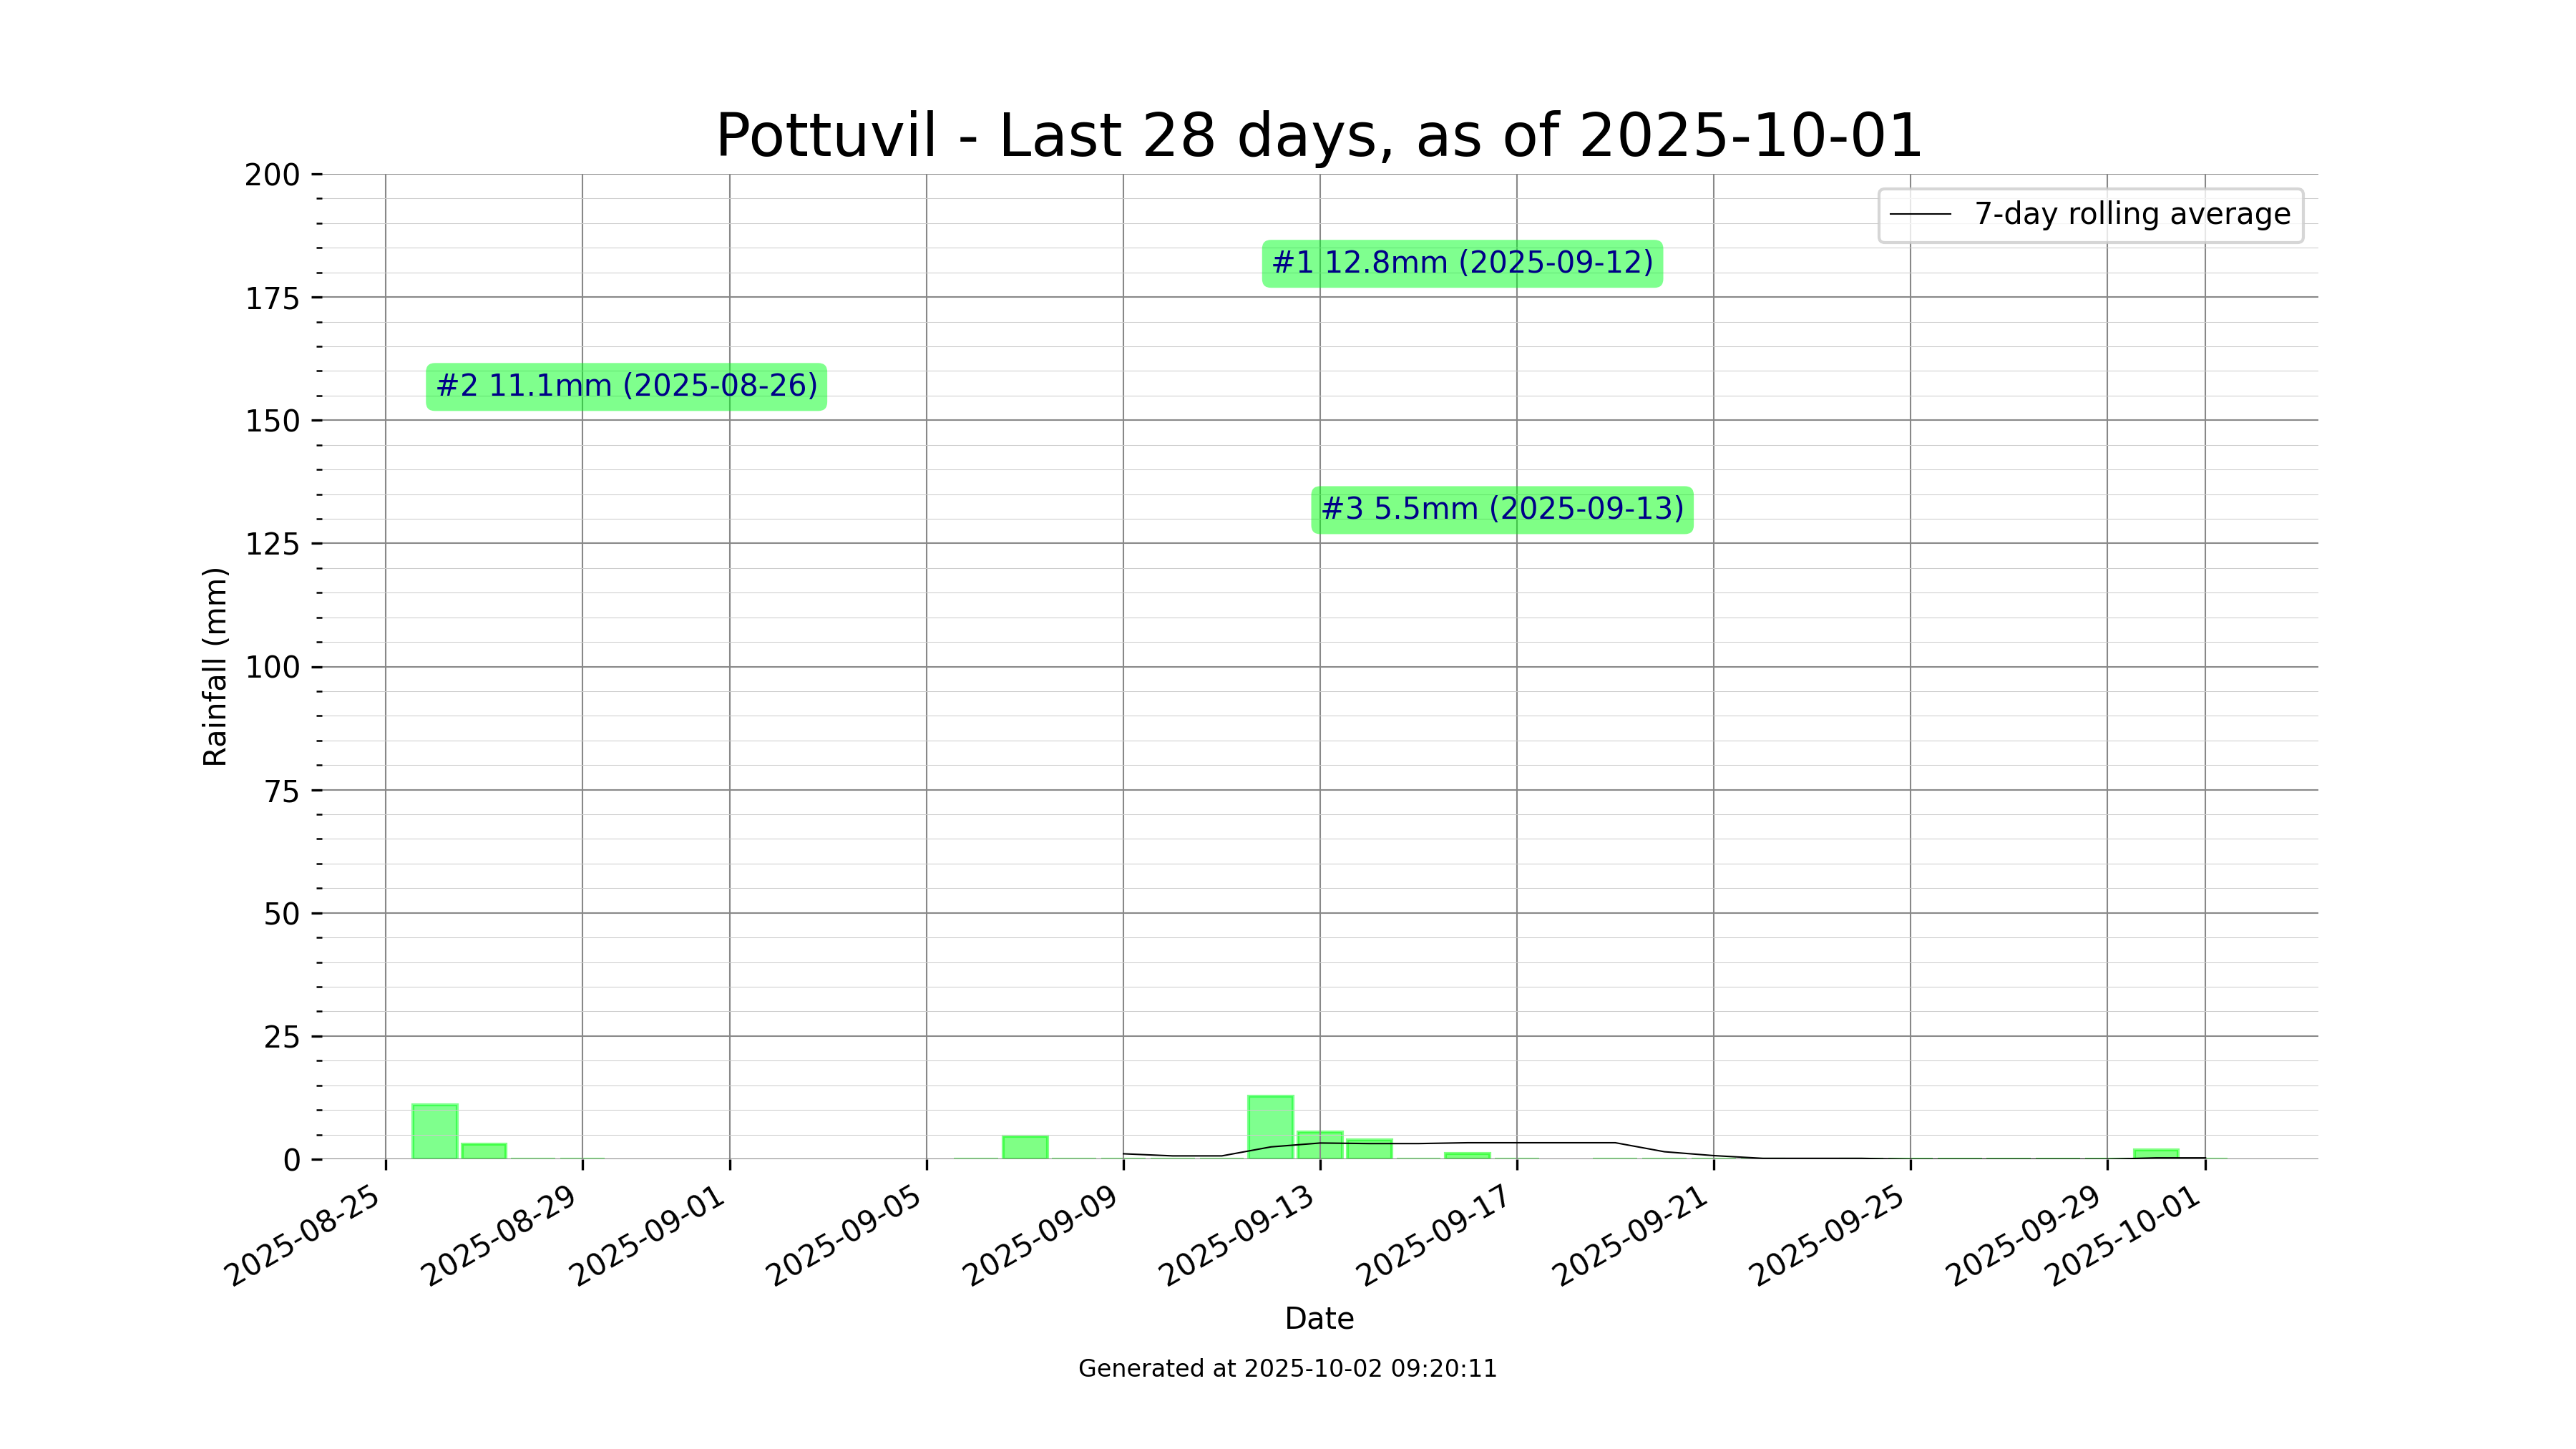 Pottuvil - Last 28 days, as of 2025-10-01
7-day rolling average
#1 12.8mm (2025-09-12)
#2 11.1mm (2025-08-26)
#3 5.5mm (2025-09-13)
Rainfall (mm)
200
175
150
125
100
75
50
25
0
2025-08-25
2025-08-29
2025-09-01
2025-09-05
2025-09-09
2025-09-13
2025-09-17
2025-09-21
2025-09-25
2025-09-29
2025-10-01
Date
Generated at 2025-10-02 09:20:11